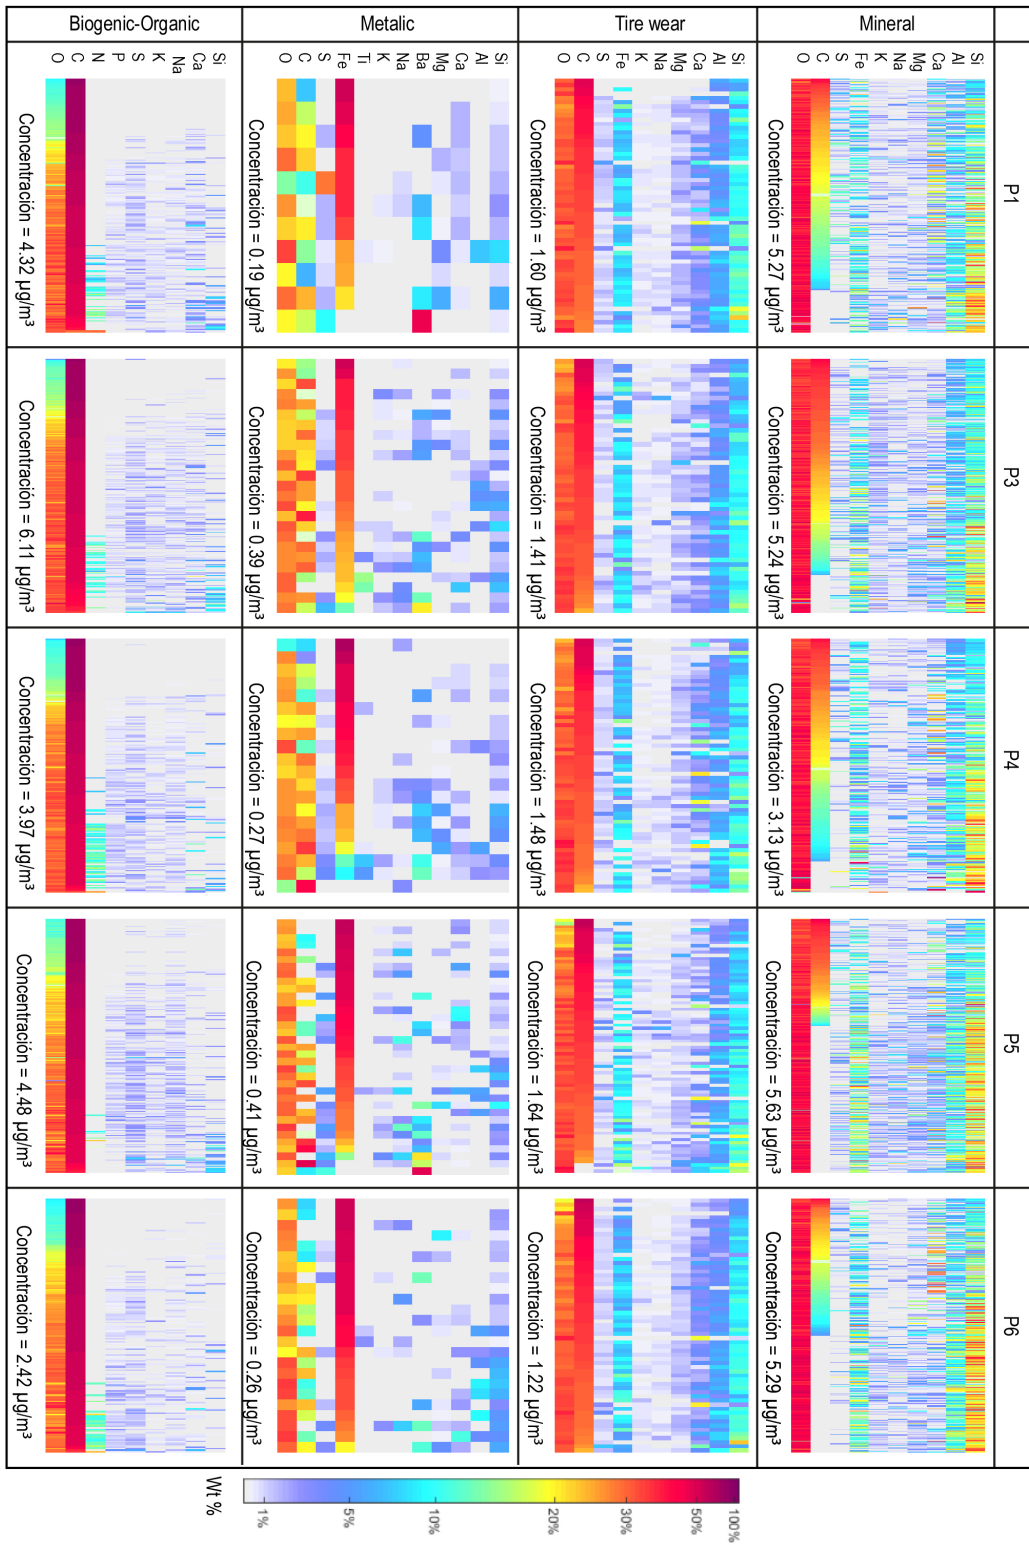 P1
P3
P4
P5
P6
Mineral
Si
Al
Ca
Mg
Na
K
Fe
S
C
O
Concentración = 5.27 µg/m³
Concentración = 5.24 µg/m³
Concentración = 3.13 µg/m³
Concentración = 5.63 µg/m³
Concentración = 5.29 µg/m³
Tire wear
Si
Al
Ca
Mg
Na
K
Fe
S
C
O
Concentración = 1.60 µg/m³
Concentración = 1.41 µg/m³
Concentración = 1.48 µg/m³
Concentración = 1.64 µg/m³
Concentración = 1.22 µg/m³
Metalic
Si
Al
Ca
Mg
Ba
Na
K
Ti
Fe
S
C
O
Concentración = 0.19 µg/m³
Concentración = 0.39 µg/m³
Concentración = 0.27 µg/m³
Concentración = 0.41 µg/m³
Concentración = 0.26 µg/m³
Biogenic-Organic
Si
Ca
Na
K
S
P
N
C
O
Concentración = 4.32 µg/m³
Concentración = 6.11 µg/m³
Concentración = 3.97 µg/m³
Concentración = 4.48 µg/m³
Concentración = 2.42 µg/m³
100%
50%
30%
20%
10%
5%
1%
Wt %